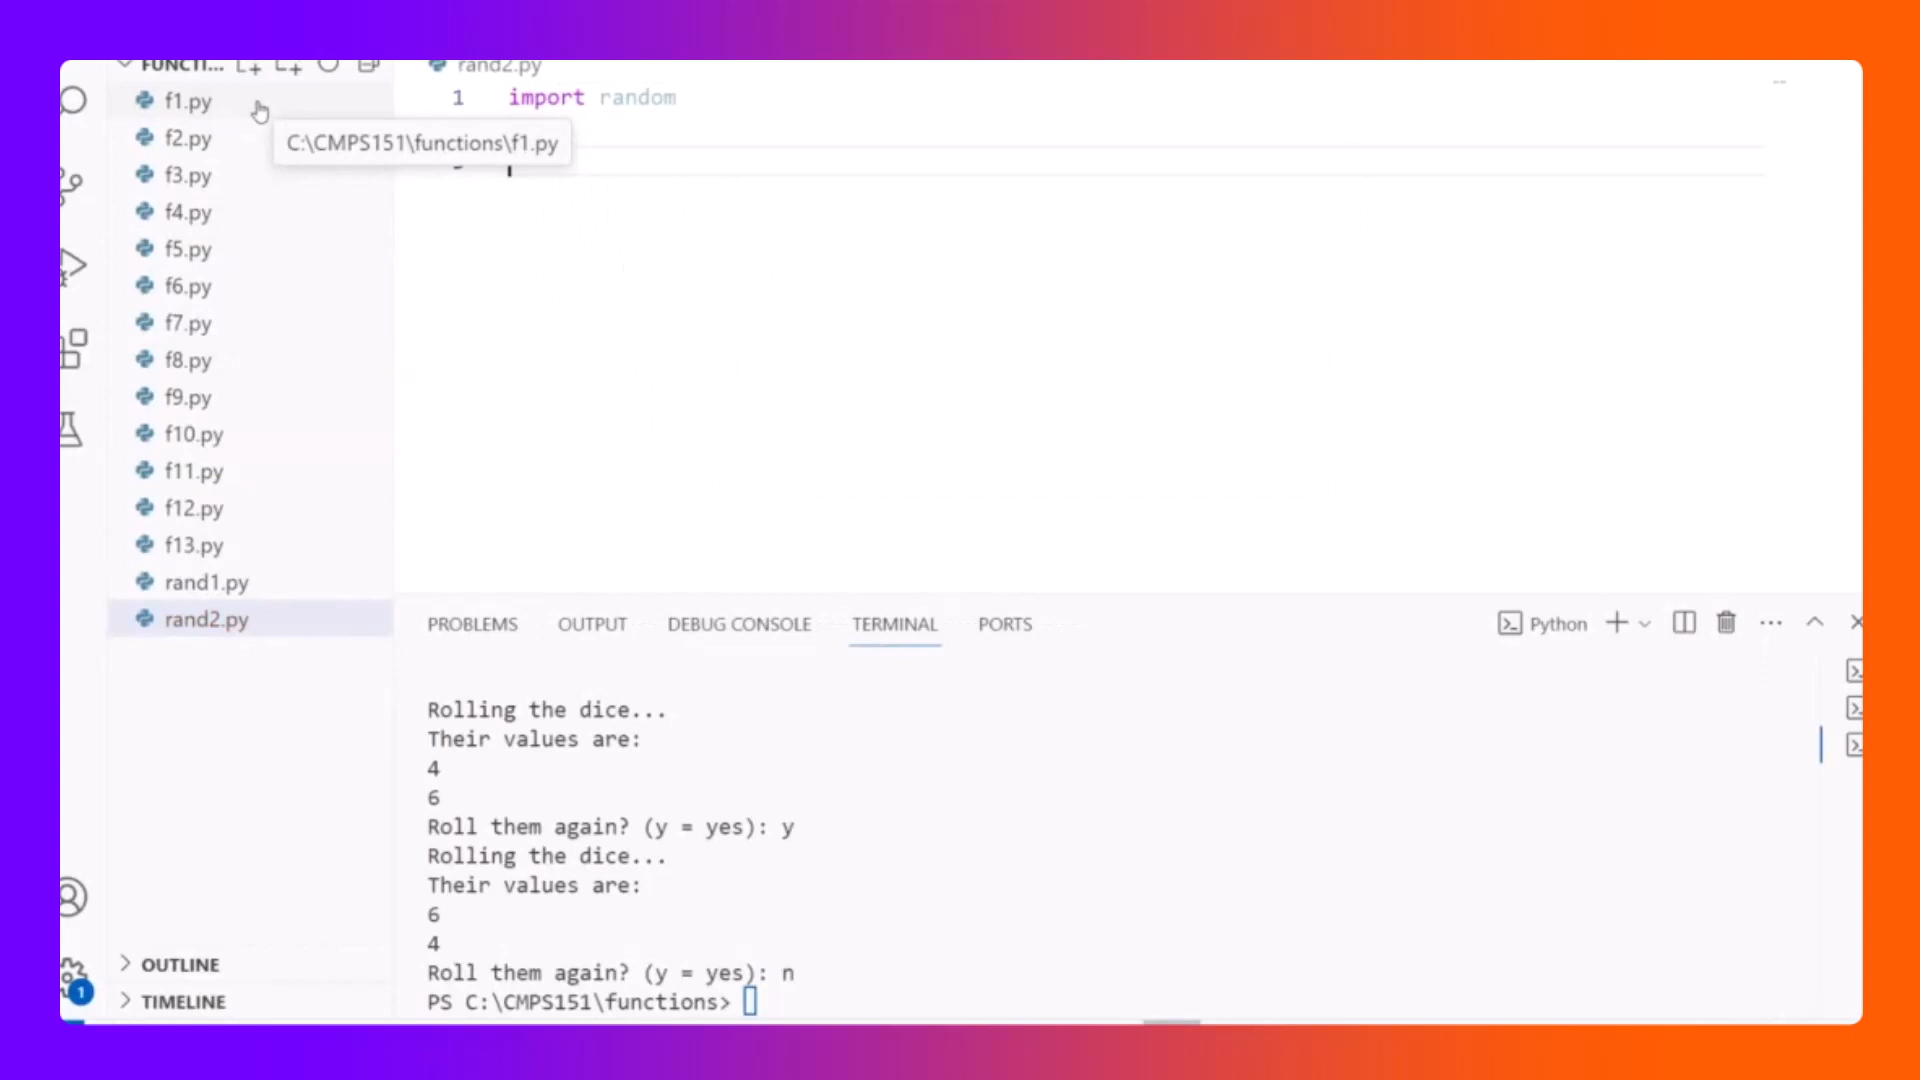 FUNCTI...
f1.py
f2.py
f3.py
f4.py
f5.py
f6.py
f7.py
f8.py
f9.py
f10.py
f11.py
f12.py
f13.py
rand1.py
rand2.py
OUTLINE
TIMELINE
1
rand2.py
1 import random
C:\CMPS151\functions\f1.py
PROBLEMS OUTPUT DEBUG CONSOLE TERMINAL PORTS Python
Rolling the dice...
Their values are:
4
6
Roll them again? (y = yes): y
Rolling the dice...
Their values are:
6
4
Roll them again? (y = yes): n
PS C:\CMPS151\functions>